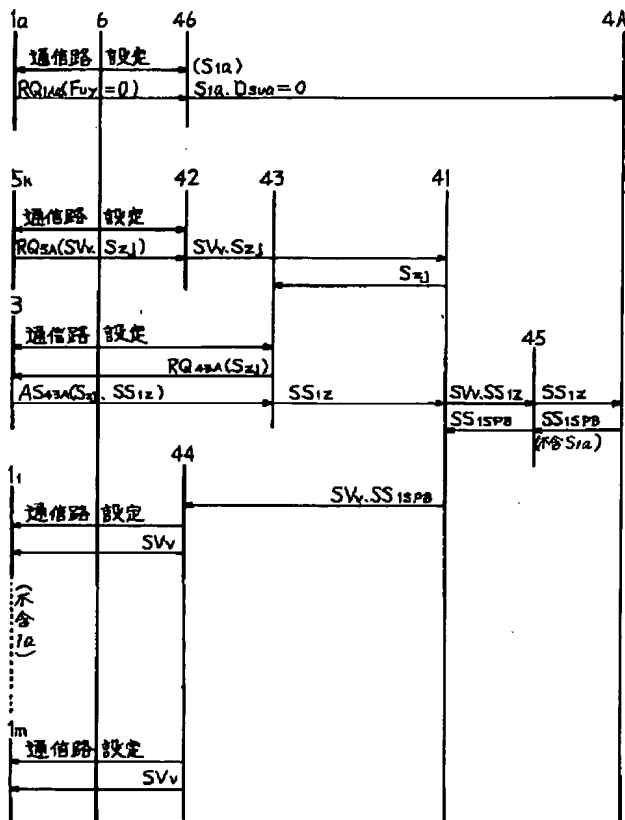 1a 6 46 4A
通信路 設定
(S1a)
RQ14A(Fuy=0) S1a.Dsua=0
5k 42 43 41
通信路 設定
RQ5A(SVv.Szj) SVv.Szj
Szj
3
通信路 設定
45
RQ43A(Szj)
AS43A(Szj.SS1z) SS1z SVv.SS1z SS1z
SS1SPB SS1SPB
(不含S1a)
11 44
SVv.SS1SPB
通信路 設定
SVv
(不含1a)
1m
通信路 設定
SVv